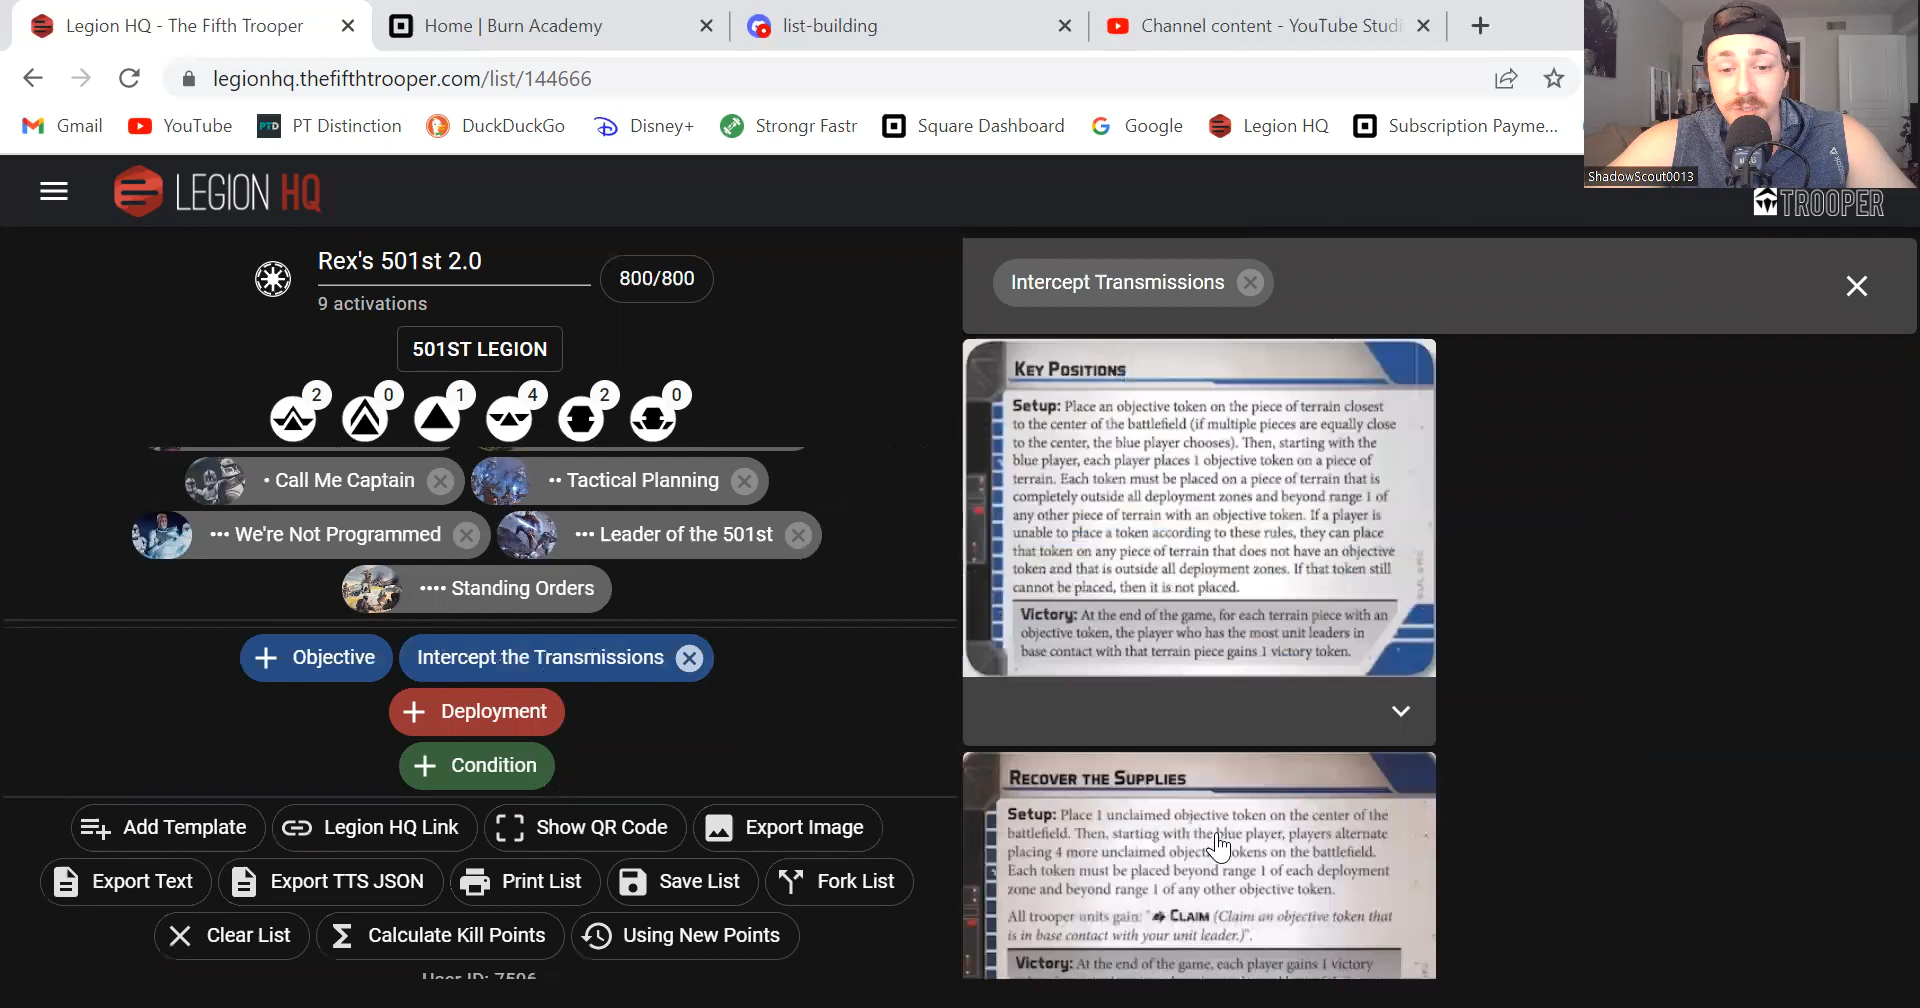 Legion HQ - The Fifth Trooper
Home | Burn Academy
list-building
Channel content - YouTube Studi
legionhq.thefifthtrooper.com/list/144666
Gmail
YouTube
PTD PT Distinction
DuckDuckGo
Disney+
Strongr Fastr
Square Dashboard
Google
Legion HQ
Subscription Payme...
ShadowScout0013
LEGION HQ
TROOPER
Rex's 501st 2.0
800/800
9 activations
501ST LEGION
2
0
1
4
2
0
• Call Me Captain
•• Tactical Planning
••• We're Not Programmed
••• Leader of the 501st
•••• Standing Orders
+ Objective
Intercept the Transmissions
+ Deployment
+ Condition
Add Template
Legion HQ Link
Show QR Code
Export Image
Export Text
Export TTS JSON
Print List
Save List
Fork List
Clear List
Calculate Kill Points
Using New Points
User ID: 7506
Intercept Transmissions
KEY POSITIONS
Setup: Place an objective token on the piece of terrain closest
to the center of the battlefield (if multiple pieces are equally close
to the center, the blue player chooses). Then, starting with the
blue player, each player places 1 objective token on a piece of
terrain. Each token must be placed on a piece of terrain that is
completely outside all deployment zones and beyond range 1 of
any other piece of terrain with an objective token. If a player is
unable to place a token according to these rules, they can place
that token on any piece of terrain that does not have an objective
token and that is outside all deployment zones. If that token still
cannot be placed, then it is not placed.
Victory: At the end of the game, for each terrain piece with an
objective token, the player who has the most unit leaders in
base contact with that terrain piece gains 1 victory token.
RECOVER THE SUPPLIES
Setup: Place 1 unclaimed objective token on the center of the
battlefield. Then, starting with the blue player, players alternate
placing 4 more unclaimed objective tokens on the battlefield.
Each token must be placed beyond range 1 of each deployment
zone and beyond range 1 of any other objective token.
All trooper units gain: "CLAIM (Claim an objective token that
is in base contact with your unit leader.)".
Victory: At the end of the game, each player gains 1 victory